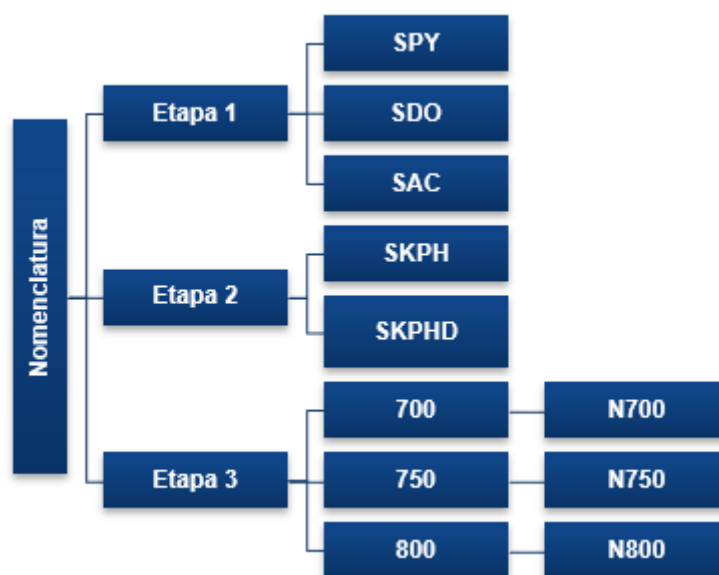 Nomenclatura
Etapa 1
SPY
SDO
SAC
Etapa 2
SKPH
SKPHD
Etapa 3
700
N700
750
N750
800
N800